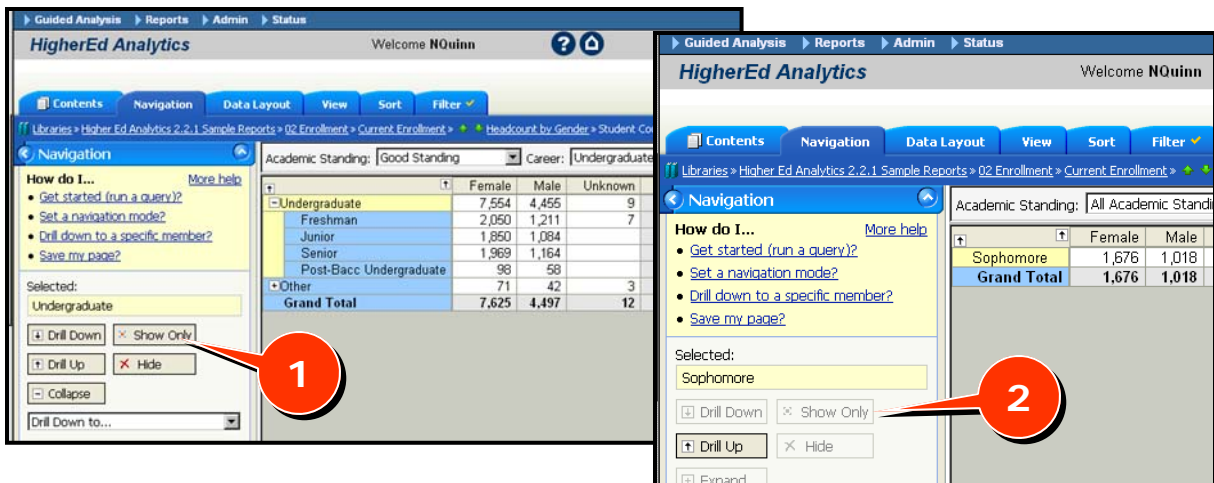 Guided Analysis Reports Admin Status
HigherEd Analytics Welcome NQuinn ?
Contents Navigation Data Layout View Sort Filter
Libraries » Higher Ed Analytics 2.2.1 Sample Reports » 02 Enrollment » Current Enrollment » Headcount by Gender » Student Co
Navigation
How do I... More help
• Get started (run a query)?
• Set a navigation mode?
• Drill down to a specific member?
• Save my page?
Selected:
Undergraduate
Drill Down Show Only
Drill Up Hide
Collapse
Drill Down to...
Academic Standing: Good Standing Career: Undergraduate
Female Male Unknown
Undergraduate 7,554 4,455 9
Freshman 2,050 1,211 7
Junior 1,850 1,084
Senior 1,969 1,164
Post-Bacc Undergraduate 98 58
Other 71 42 3
Grand Total 7,625 4,497 12
1
Guided Analysis Reports Admin Status
HigherEd Analytics Welcome NQuinn
Contents Navigation Data Layout View Sort Filter
Libraries » Higher Ed Analytics 2.2.1 Sample Reports » 02 Enrollment » Current Enrollment »
Navigation
How do I... More help
• Get started (run a query)?
• Set a navigation mode?
• Drill down to a specific member?
• Save my page?
Selected:
Sophomore
Drill Down Show Only
Drill Up Hide
Expand
Academic Standing: All Academic Standi
Female Male
Sophomore 1,676 1,018
Grand Total 1,676 1,018
2